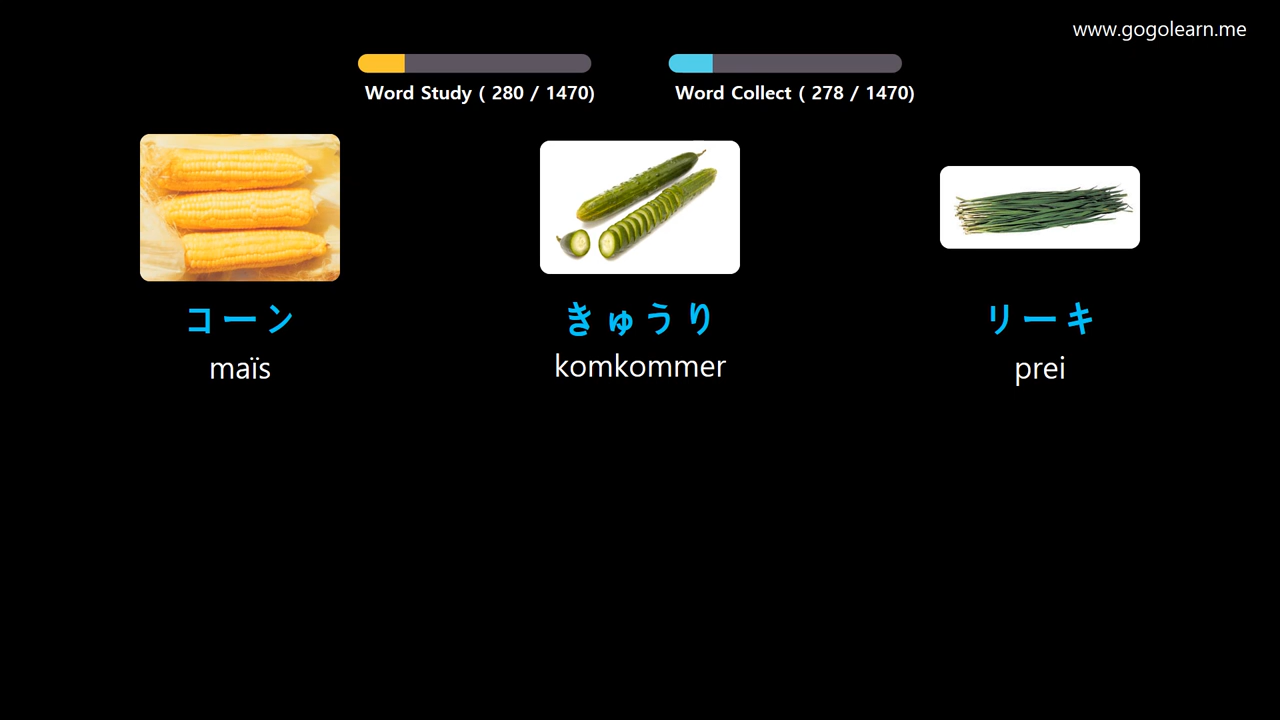 www.gogolearn.me
Word Study ( 280 / 1470)
Word Collect ( 278 / 1470)
コーン
きゅうり
リーキ
maïs
komkommer
prei